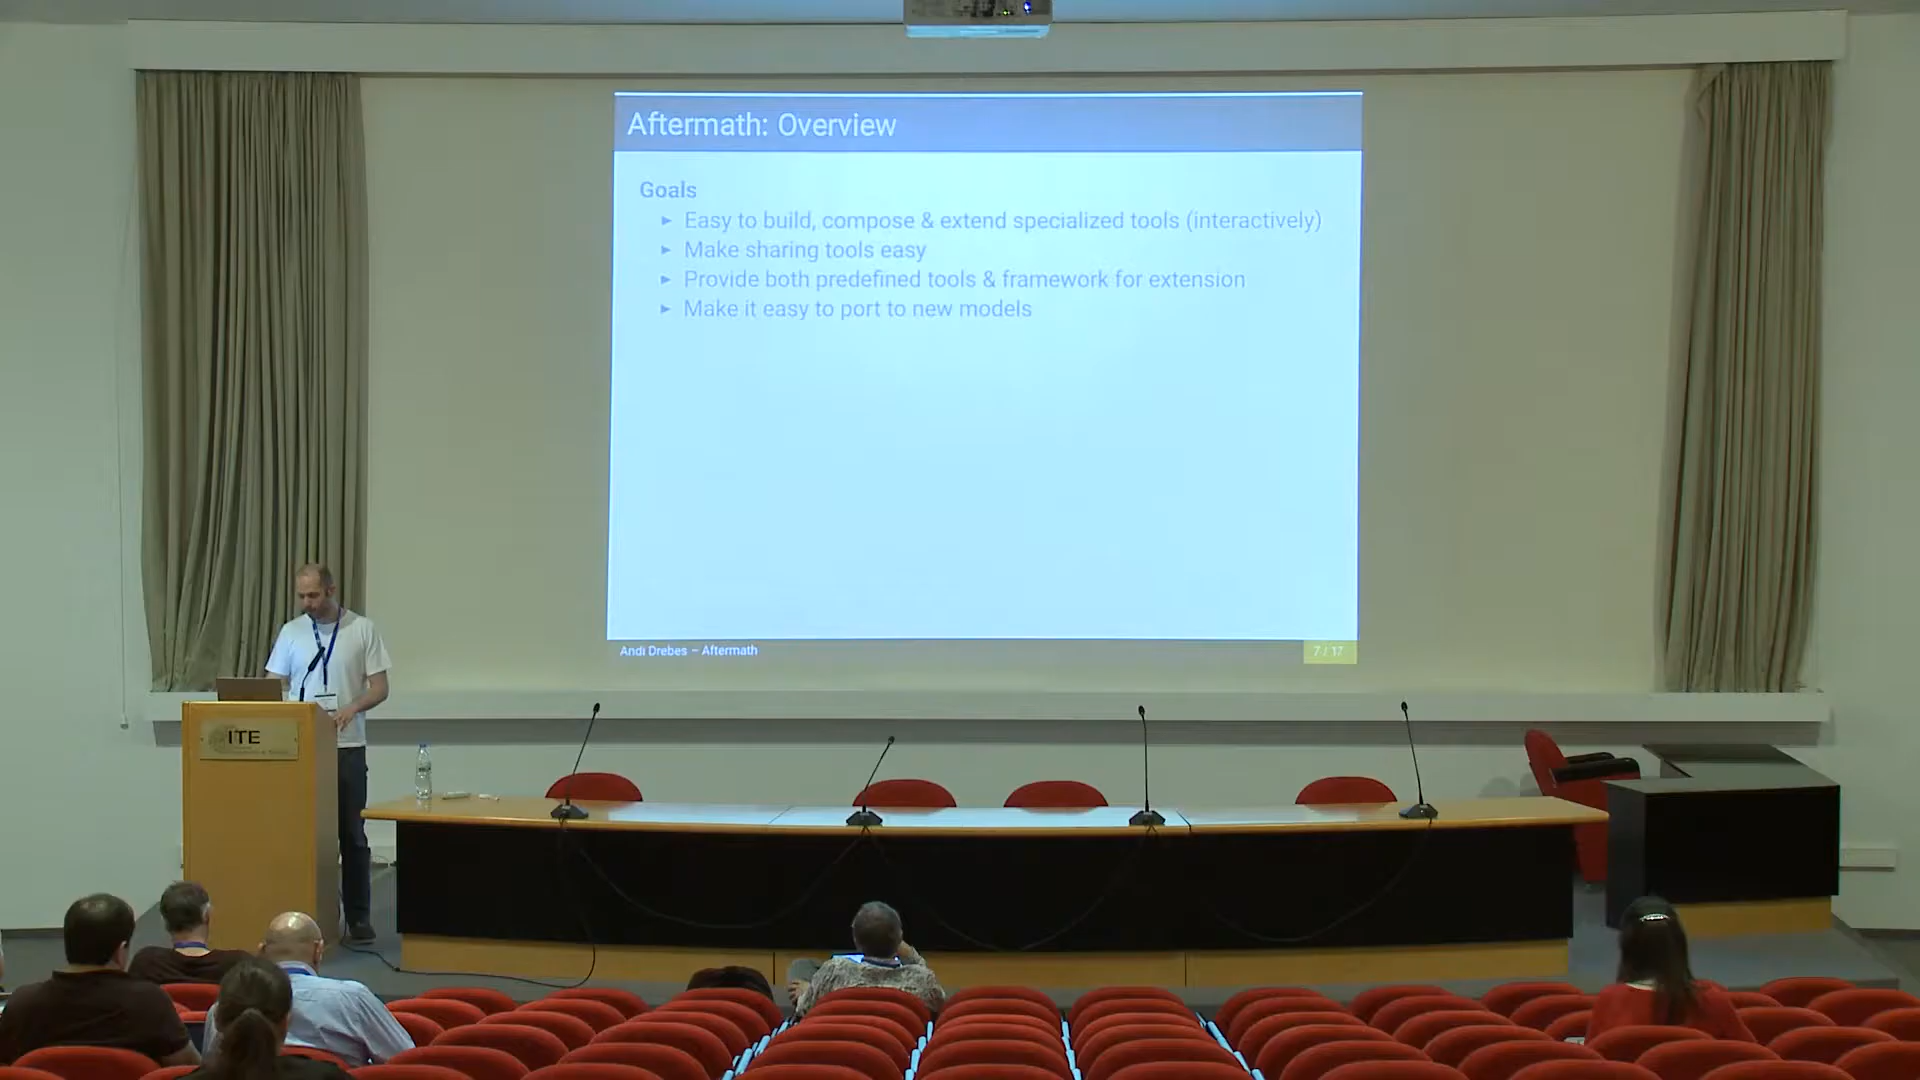 Aftermath: Overview
Goals
► Easy to build, compose & extend specialized tools (interactively)
► Make sharing tools easy
► Provide both predefined tools & framework for extension
► Make it easy to port to new models
Andi Drebes – Aftermath
7 / 17
ITE